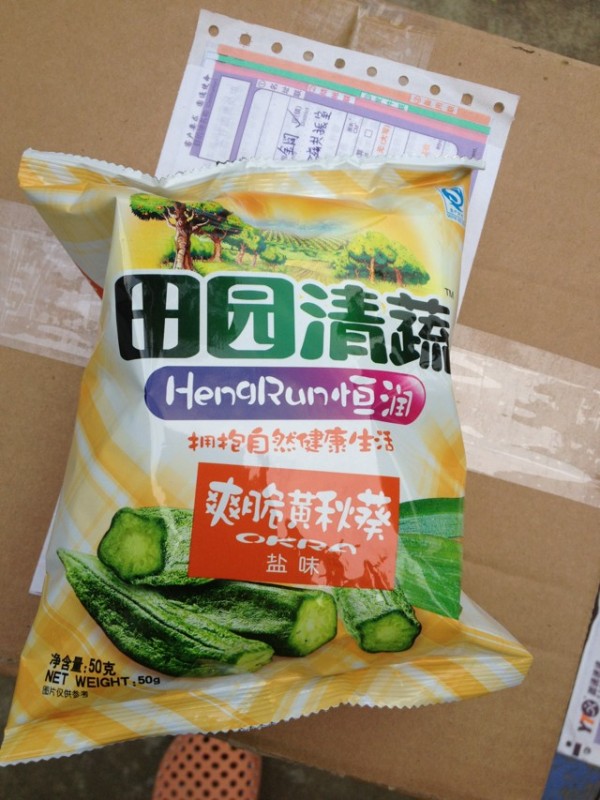 田园清蔬
TM
HengRun恒润
拥抱自然健康生活
爽脆黄秋葵
OKRA
盐味
净含量:50克
NET WEIGHT:50g
图片仅供参考